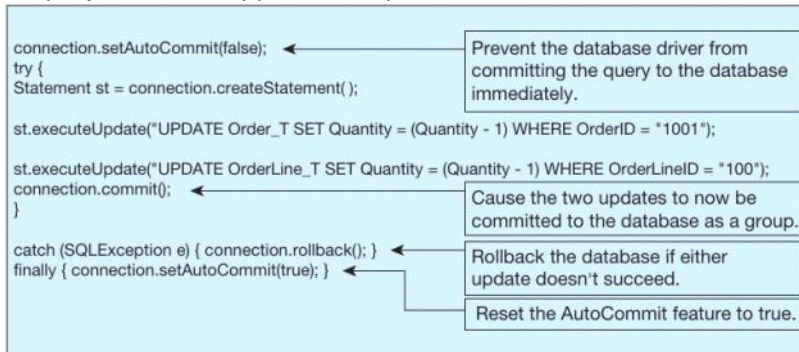 connection.setAutoCommit(false);
Prevent the database driver from
committing the query to the database
immediately.
try {
Statement st = connection.createStatement( );
st.executeUpdate("UPDATE Order_T SET Quantity = (Quantity - 1) WHERE OrderID = "1001");
st.executeUpdate("UPDATE OrderLine_T SET Quantity = (Quantity - 1) WHERE OrderLineID = "100");
connection.commit();
Cause the two updates to now be
committed to the database as a group.
}
catch (SQLException e) { connection.rollback(); }
Rollback the database if either
update doesn't succeed.
finally { connection.setAutoCommit(true); }
Reset the AutoCommit feature to true.